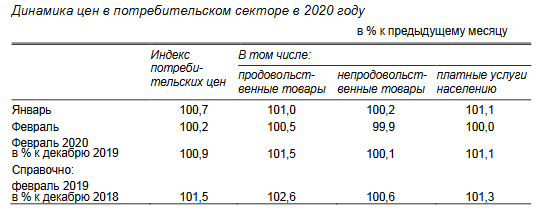 Динамика цен в потребительском секторе в 2020 году
в % к предыдущему месяцу
Индекс потреби- тельских цен
В том числе:
продовольст- венные товары
непродовольст- венные товары
платные услуги населению
Январь 100,7 101,0 100,2 101,1
Февраль 100,2 100,5 99,9 100,0
Февраль 2020
в % к декабрю 2019 100,9 101,5 100,1 101,1
Справочно:
февраль 2019
в % к декабрю 2018 101,5 102,6 100,6 101,3